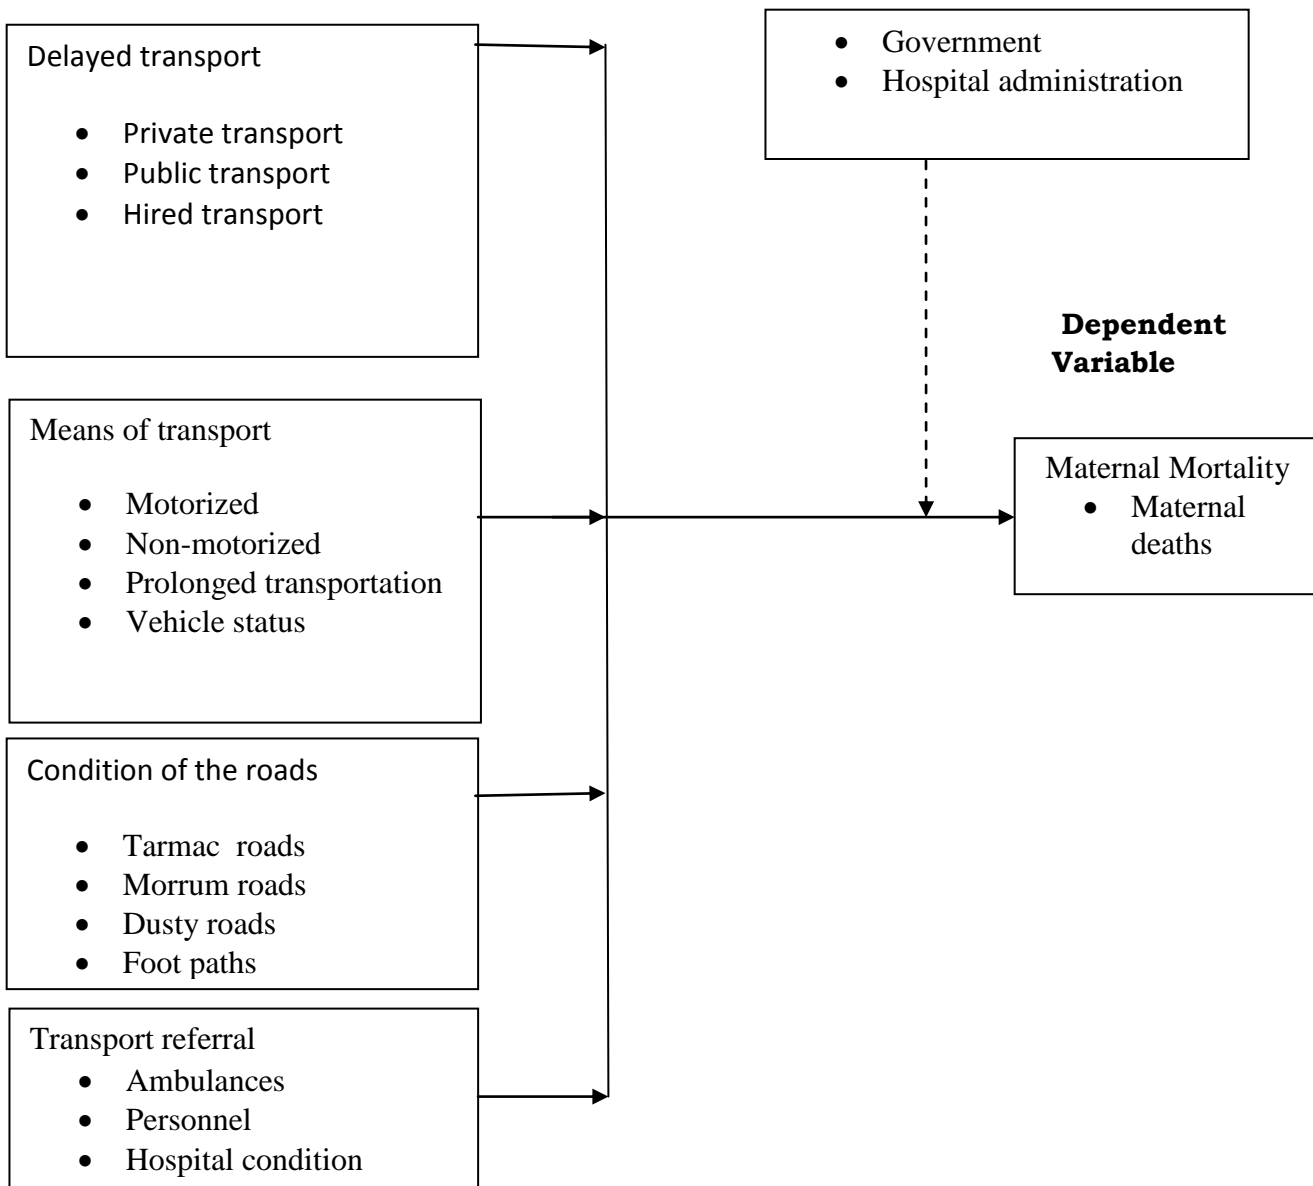 Delayed transport
• Private transport
• Public transport
• Hired transport
• Government
• Hospital administration
Dependent
Variable
Means of transport
• Motorized
• Non-motorized
• Prolonged transportation
• Vehicle status
Maternal Mortality
• Maternal
deaths
Condition of the roads
• Tarmac roads
• Morrum roads
• Dusty roads
• Foot paths
Transport referral
• Ambulances
• Personnel
• Hospital condition